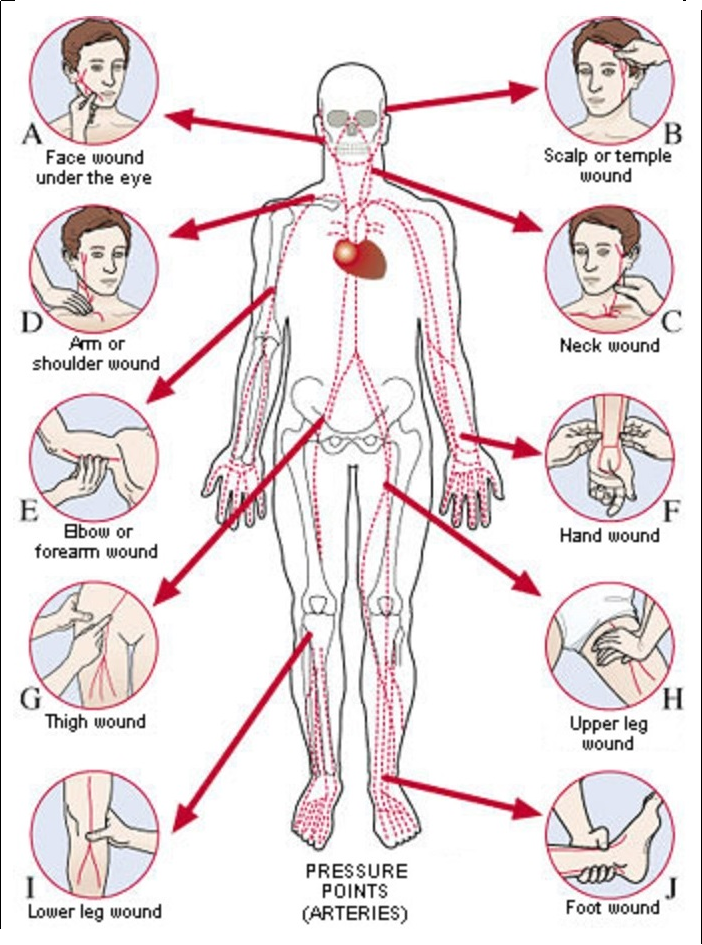 A
Face wound
under the eye
B
Scalp or temple
wound
D
Arm or
shoulder wound
C
Neck wound
E
Elbow or
forearm wound
F
Hand wound
G
Thigh wound
H
Upper leg
wound
I
Lower leg wound
PRESSURE
POINTS
(ARTERIES)
J
Foot wound